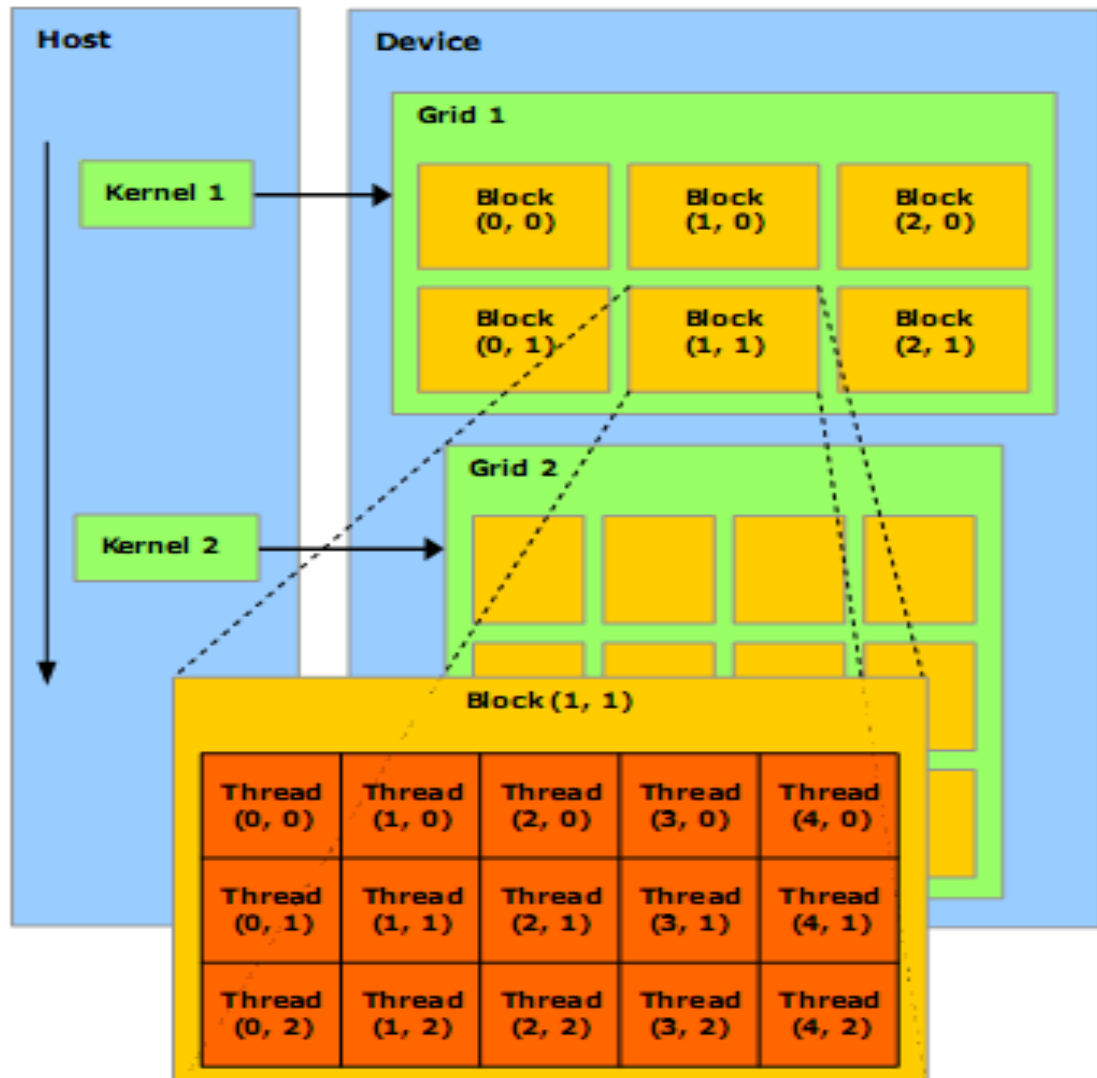 Host
Device
Grid 1
Kernel 1
Block
(0, 0)
Block
(1, 0)
Block
(2, 0)
Block
(0, 1)
Block
(1, 1)
Block
(2, 1)
Grid 2
Kernel 2
Block (1, 1)
Thread
(0, 0)
Thread
(1, 0)
Thread
(2, 0)
Thread
(3, 0)
Thread
(4, 0)
Thread
(0, 1)
Thread
(1, 1)
Thread
(2, 1)
Thread
(3, 1)
Thread
(4, 1)
Thread
(0, 2)
Thread
(1, 2)
Thread
(2, 2)
Thread
(3, 2)
Thread
(4, 2)